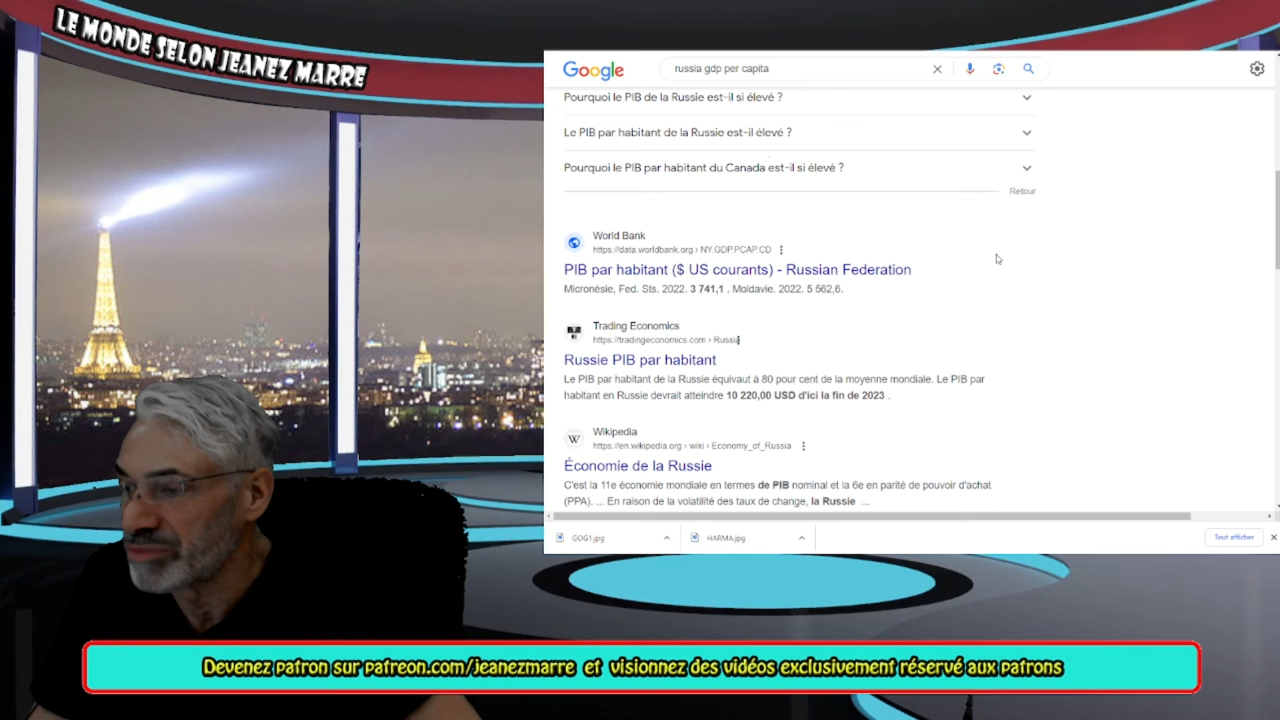 LE MONDE SELON JEANEZ MARRE
Google
russia gdp per capita
Pourquoi le PIB de la Russie est-il si élevé ?
Le PIB par habitant de la Russie est-il élevé ?
Pourquoi le PIB par habitant du Canada est-il si élevé ?
Retour
World Bank
https://data.worldbank.org › NY.GDP.PCAP.CD
PIB par habitant ($ US courants) - Russian Federation
Micronésie, Fed. Sts. 2022. 3 741,1 . Moldavie. 2022. 5 562,6.
Trading Economics
https://tradingeconomics.com › Russia
Russie PIB par habitant
Le PIB par habitant de la Russie équivaut à 80 pour cent de la moyenne mondiale. Le PIB par
habitant en Russie devrait atteindre 10 220,00 USD d'ici la fin de 2023 .
W
Wikipedia
https://en.wikipedia.org › wiki › Economy_of_Russia
Économie de la Russie
C'est la 11e économie mondiale en termes de PIB nominal et la 6e en parité de pouvoir d'achat
(PPA). ... En raison de la volatilité des taux de change, la Russie ...
GOG1.jpg
HARMA.jpg
Tout afficher
Devenez patron sur patreon.com/jeanezmarre et visionnez des vidéos exclusivement réservé aux patrons